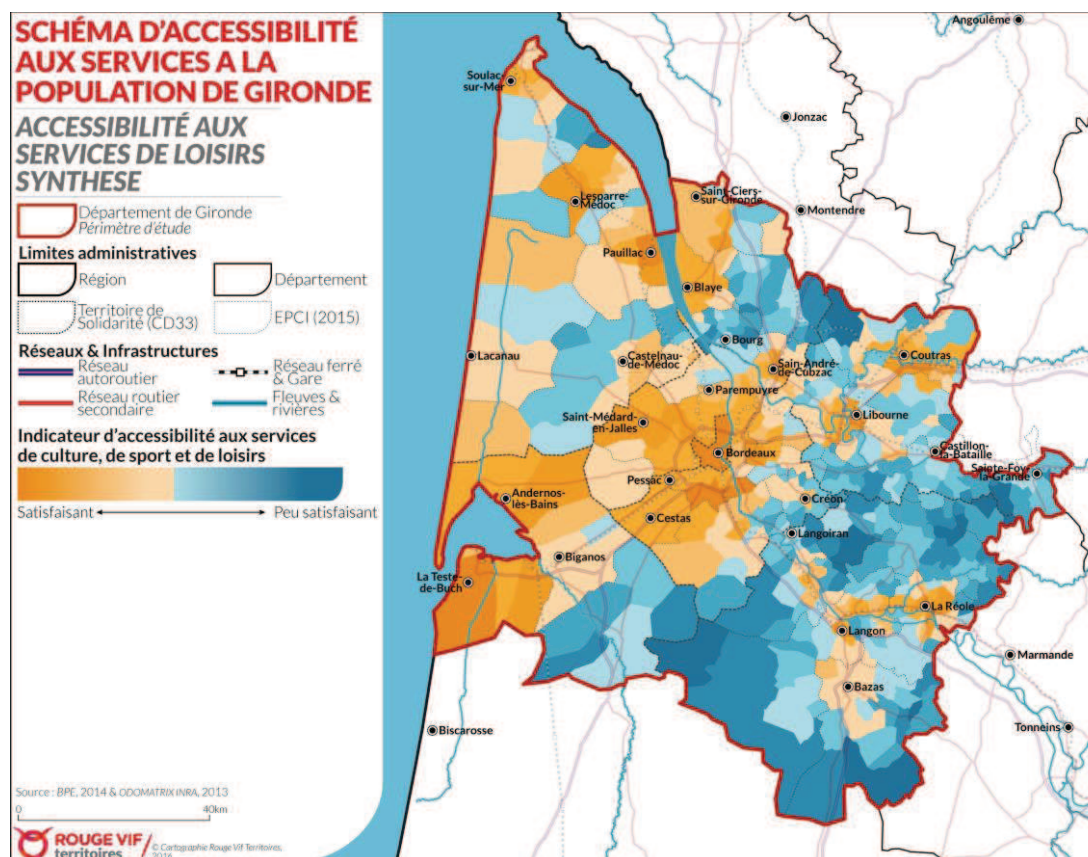 SCHÉMA D'ACCESSIBILITÉ
AUX SERVICES A LA
POPULATION DE GIRONDE
ACCESSIBILITÉ AUX
SERVICES DE LOISIRS
SYNTHESE
Département de Gironde
Périmètre d'étude
Limites administratives
Région
Département
Territoire de
Solidarité (CD33)
EPCI (2015)
Réseaux & Infrastructures
Réseau
autoroutier
Réseau ferré
& Gare
Réseau routier
secondaire
Fleuves &
rivières
Indicateur d'accessibilité aux services
de culture, de sport et de loisirs
Satisfaisant
Peu satisfaisant
Source : BPE, 2014 & ODOMATRIX INRA, 2013
0
40km
ROUGE VIF
territoires
© Cartographie Rouge Vif Territoires,
2016
Angoulême
Soulac-
sur-Mer
Jonzac
Lesparre-
Médoc
Saint-Ciers-
sur-Gironde
Montendre
Pauillac
Blaye
Bourg
Lacanau
Castelnau-
de-Médoc
Sain-André-
de-Cubzac
Coutras
Parempuyre
Saint-Médard-
en-Jalles
Libourne
Bordeaux
Castillon-
la-Bataille
Sainte-Foy-
la-Grande
Pessac
Andernos-
lès-Bains
Créon
Cestas
Langoiran
Biganos
La Teste-
de-Buch
La Réole
Langon
Marmande
Bazas
Biscarosse
Tonneins